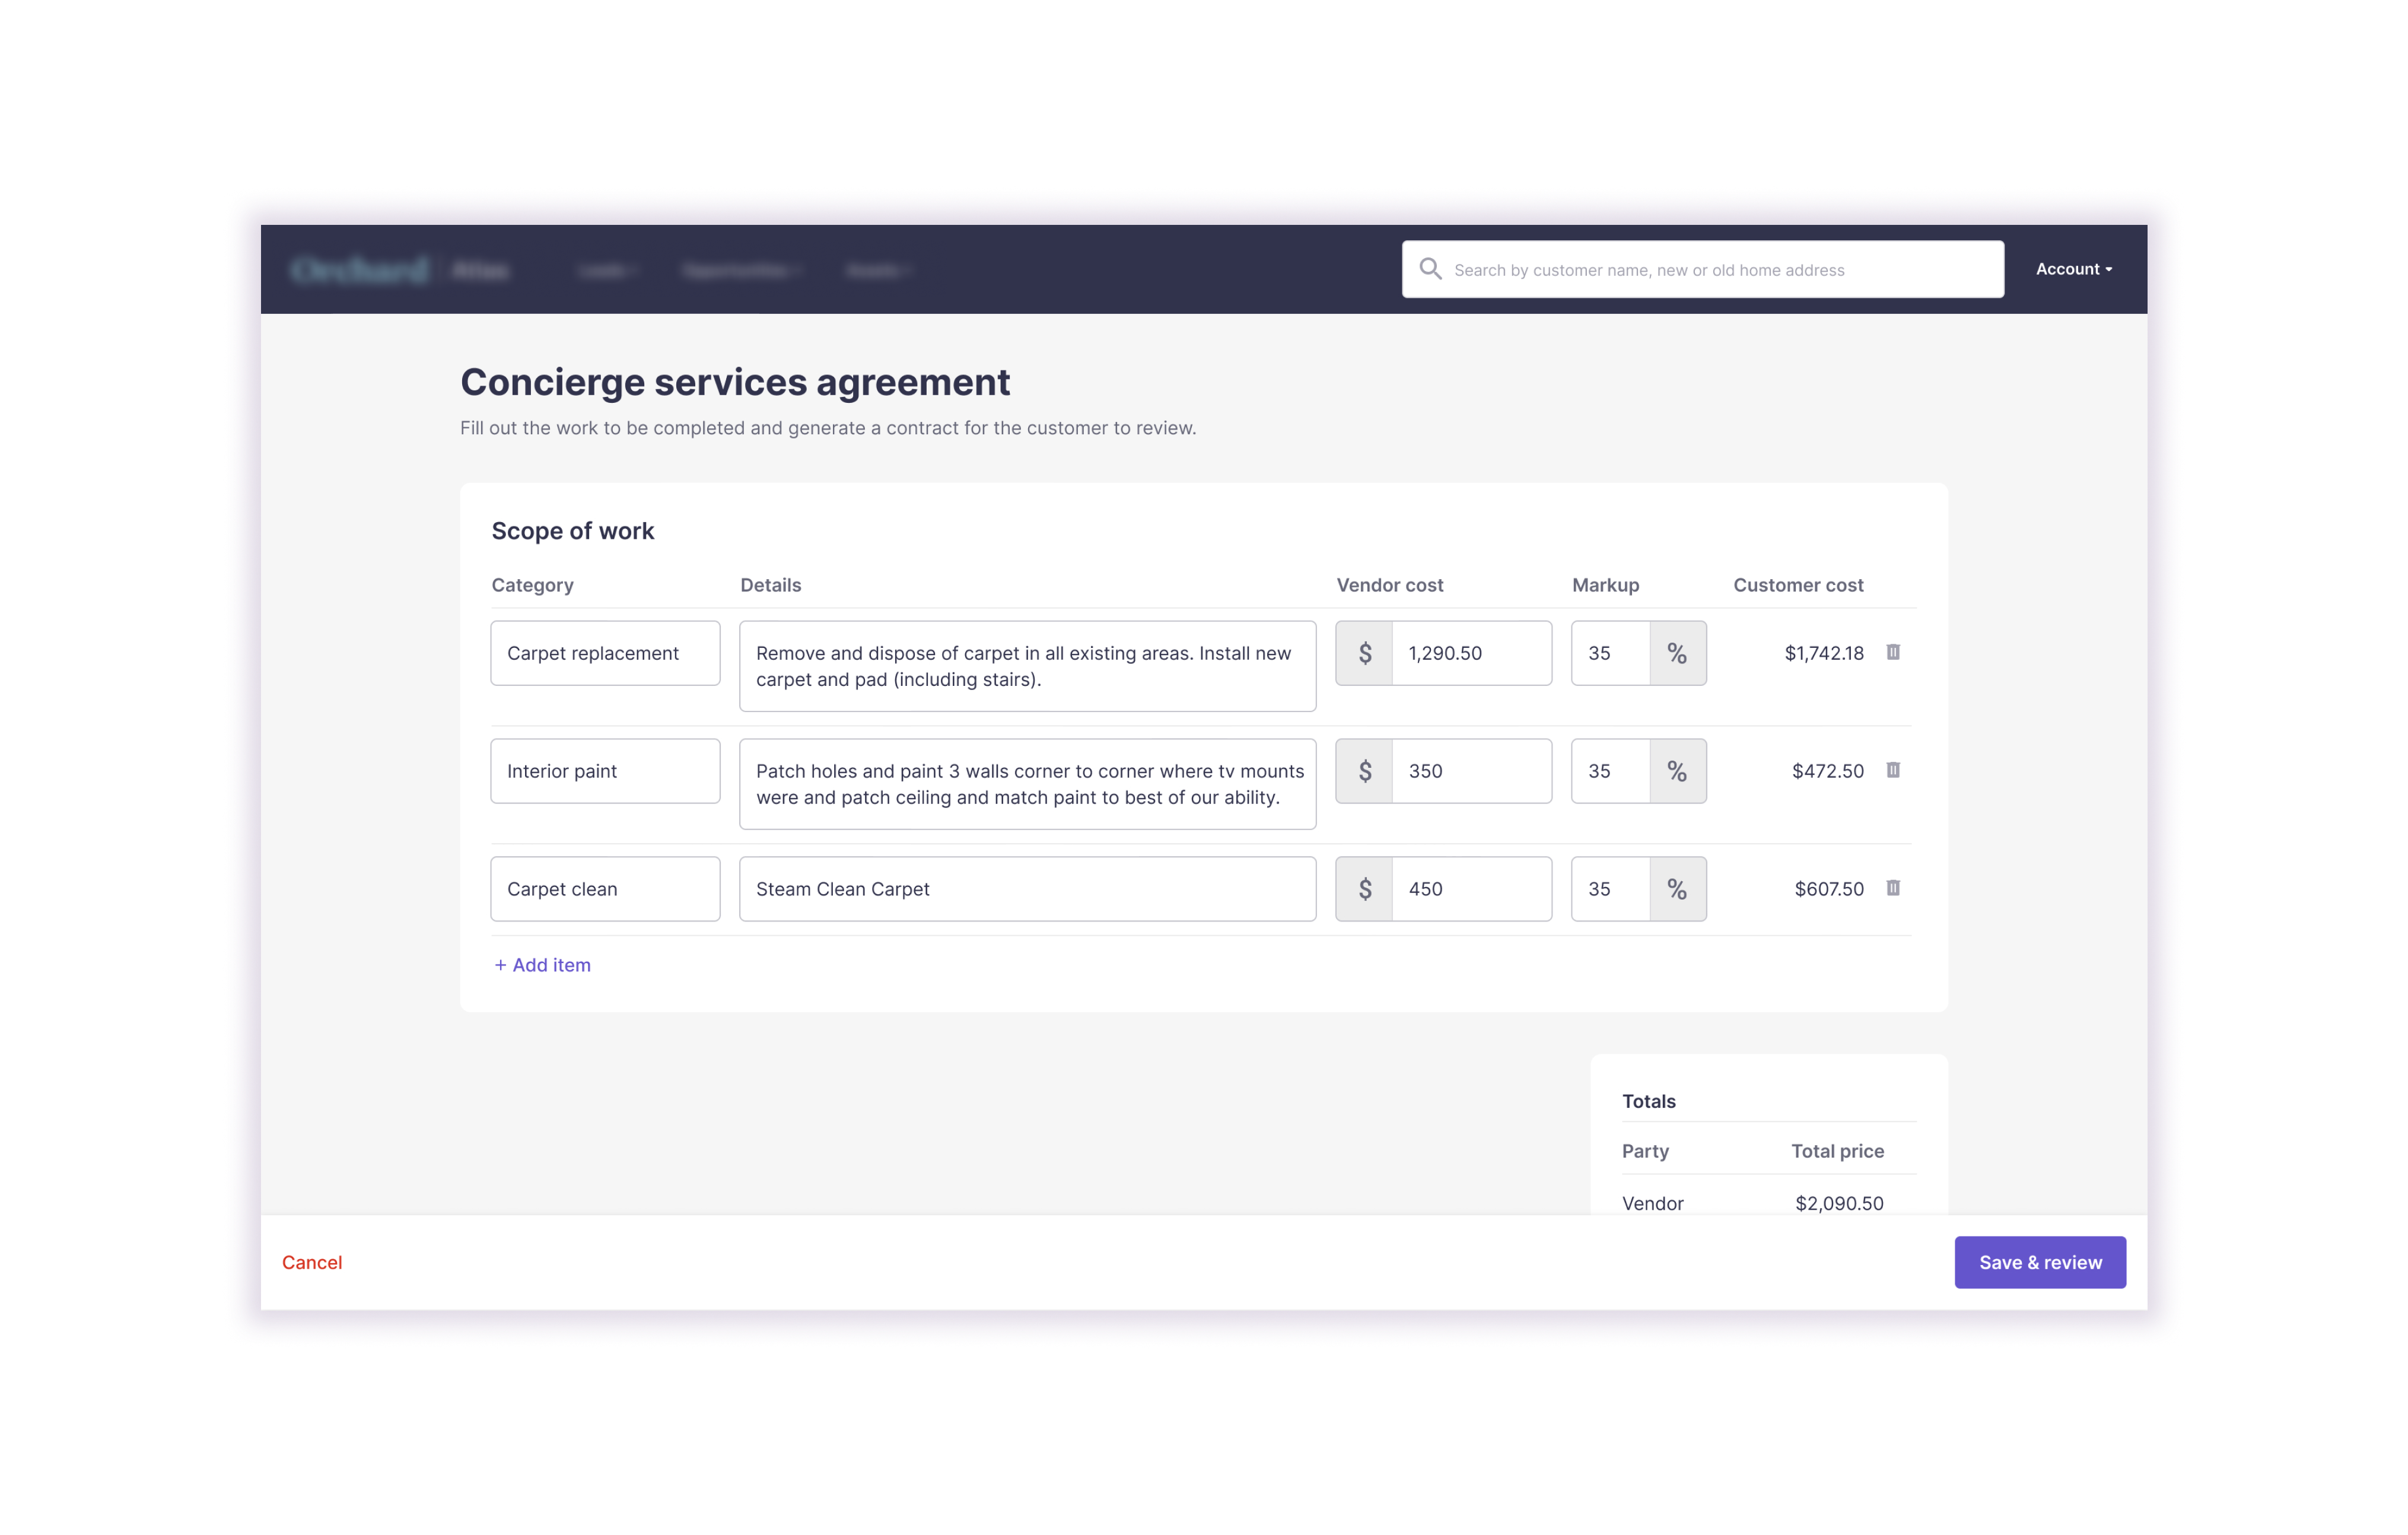 Orchard | Atlas
Search by customer name, new or old home address
Account
Concierge services agreement
Fill out the work to be completed and generate a contract for the customer to review.
Scope of work
Category Details Vendor cost Markup Customer cost
Carpet replacement
Remove and dispose of carpet in all existing areas. Install new
carpet and pad (including stairs).
$ 1,290.50 35 % $1,742.18
Interior paint
Patch holes and paint 3 walls corner to corner where tv mounts
were and patch ceiling and match paint to best of our ability.
$ 350 35 % $472.50
Carpet clean
Steam Clean Carpet
$ 450 35 % $607.50
+ Add item
Totals
Party Total price
Vendor $2,090.50
Cancel
Save & review